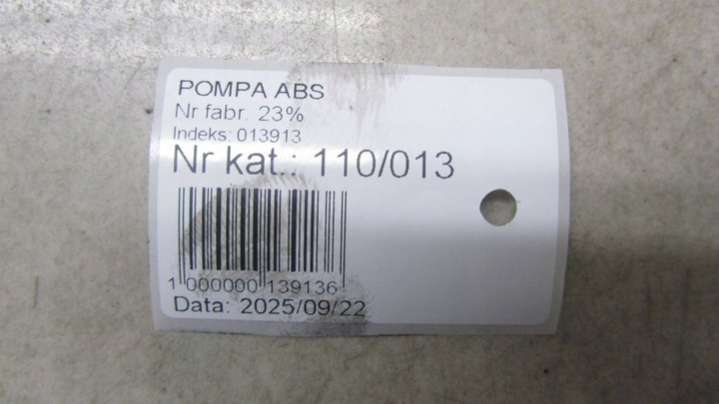 POMPA ABS
Nr fabr. 23%
Indeks: 013913
Nr kat.: 110/013
1 000000 139136
Data: 2025/09/22